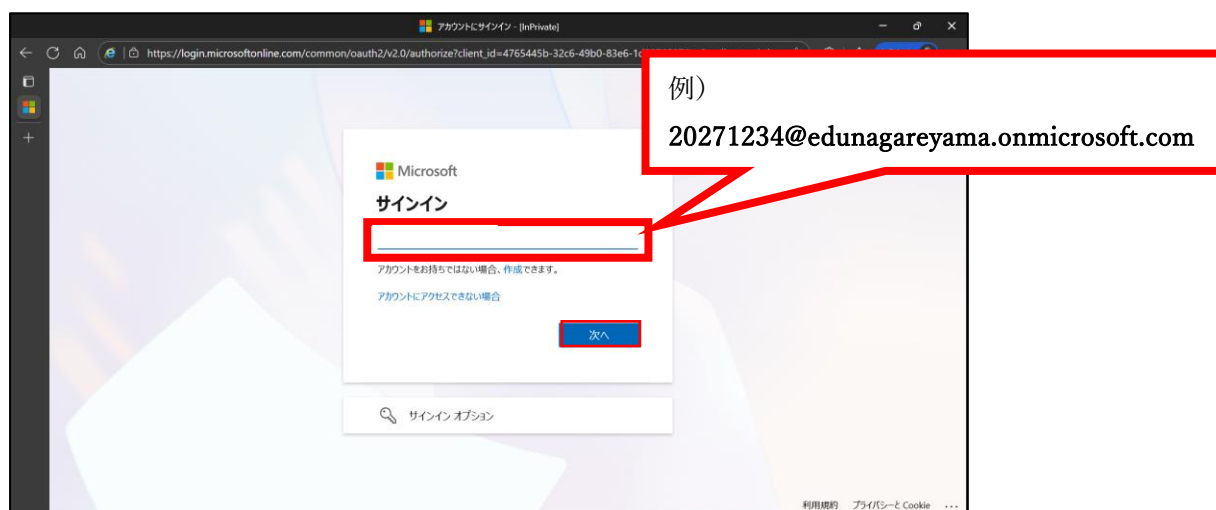 アカウントにサインイン - [InPrivate]
https://login.microsoftonline.com/common/oauth2/v2.0/authorize?client_id=4765445b-32c6-49b0-83e6-1
例）
20271234@edunagareyama.onmicrosoft.com
Microsoft
サインイン
アカウントをお持ちではない場合、作成できます。
アカウントにアクセスできない場合
次へ
サインイン オプション
利用規約 プライバシーと Cookie ...